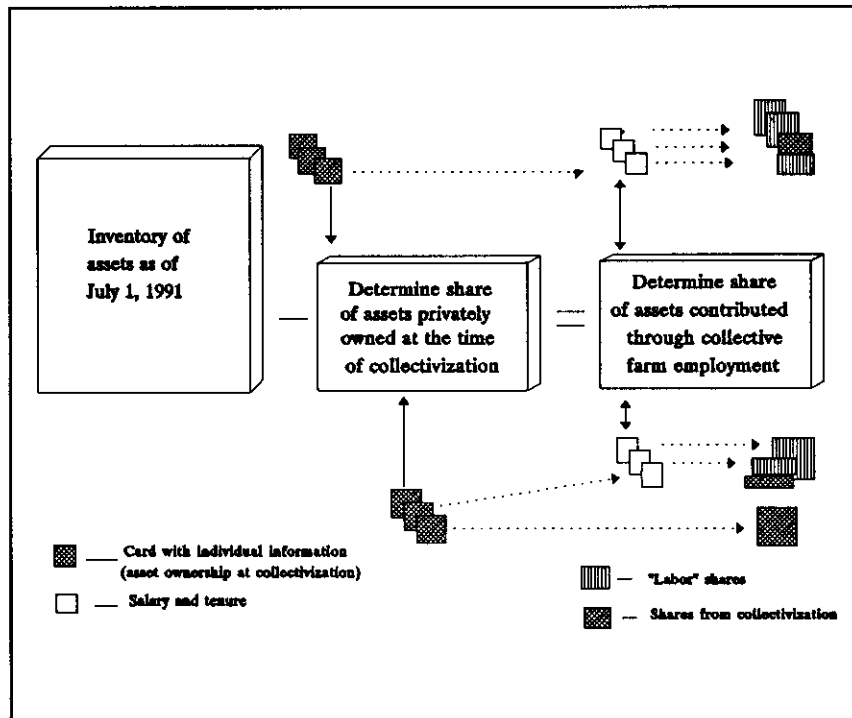 Inventory of
assets as of
July 1, 1991
Determine share
of assets privately
owned at the time
of collectivization
Determine share
of assets contributed
through collective
farm employment
Card with individual information
(asset ownership at collectivization)
Salary and tenure
"Labor" shares
Shares from collectivization